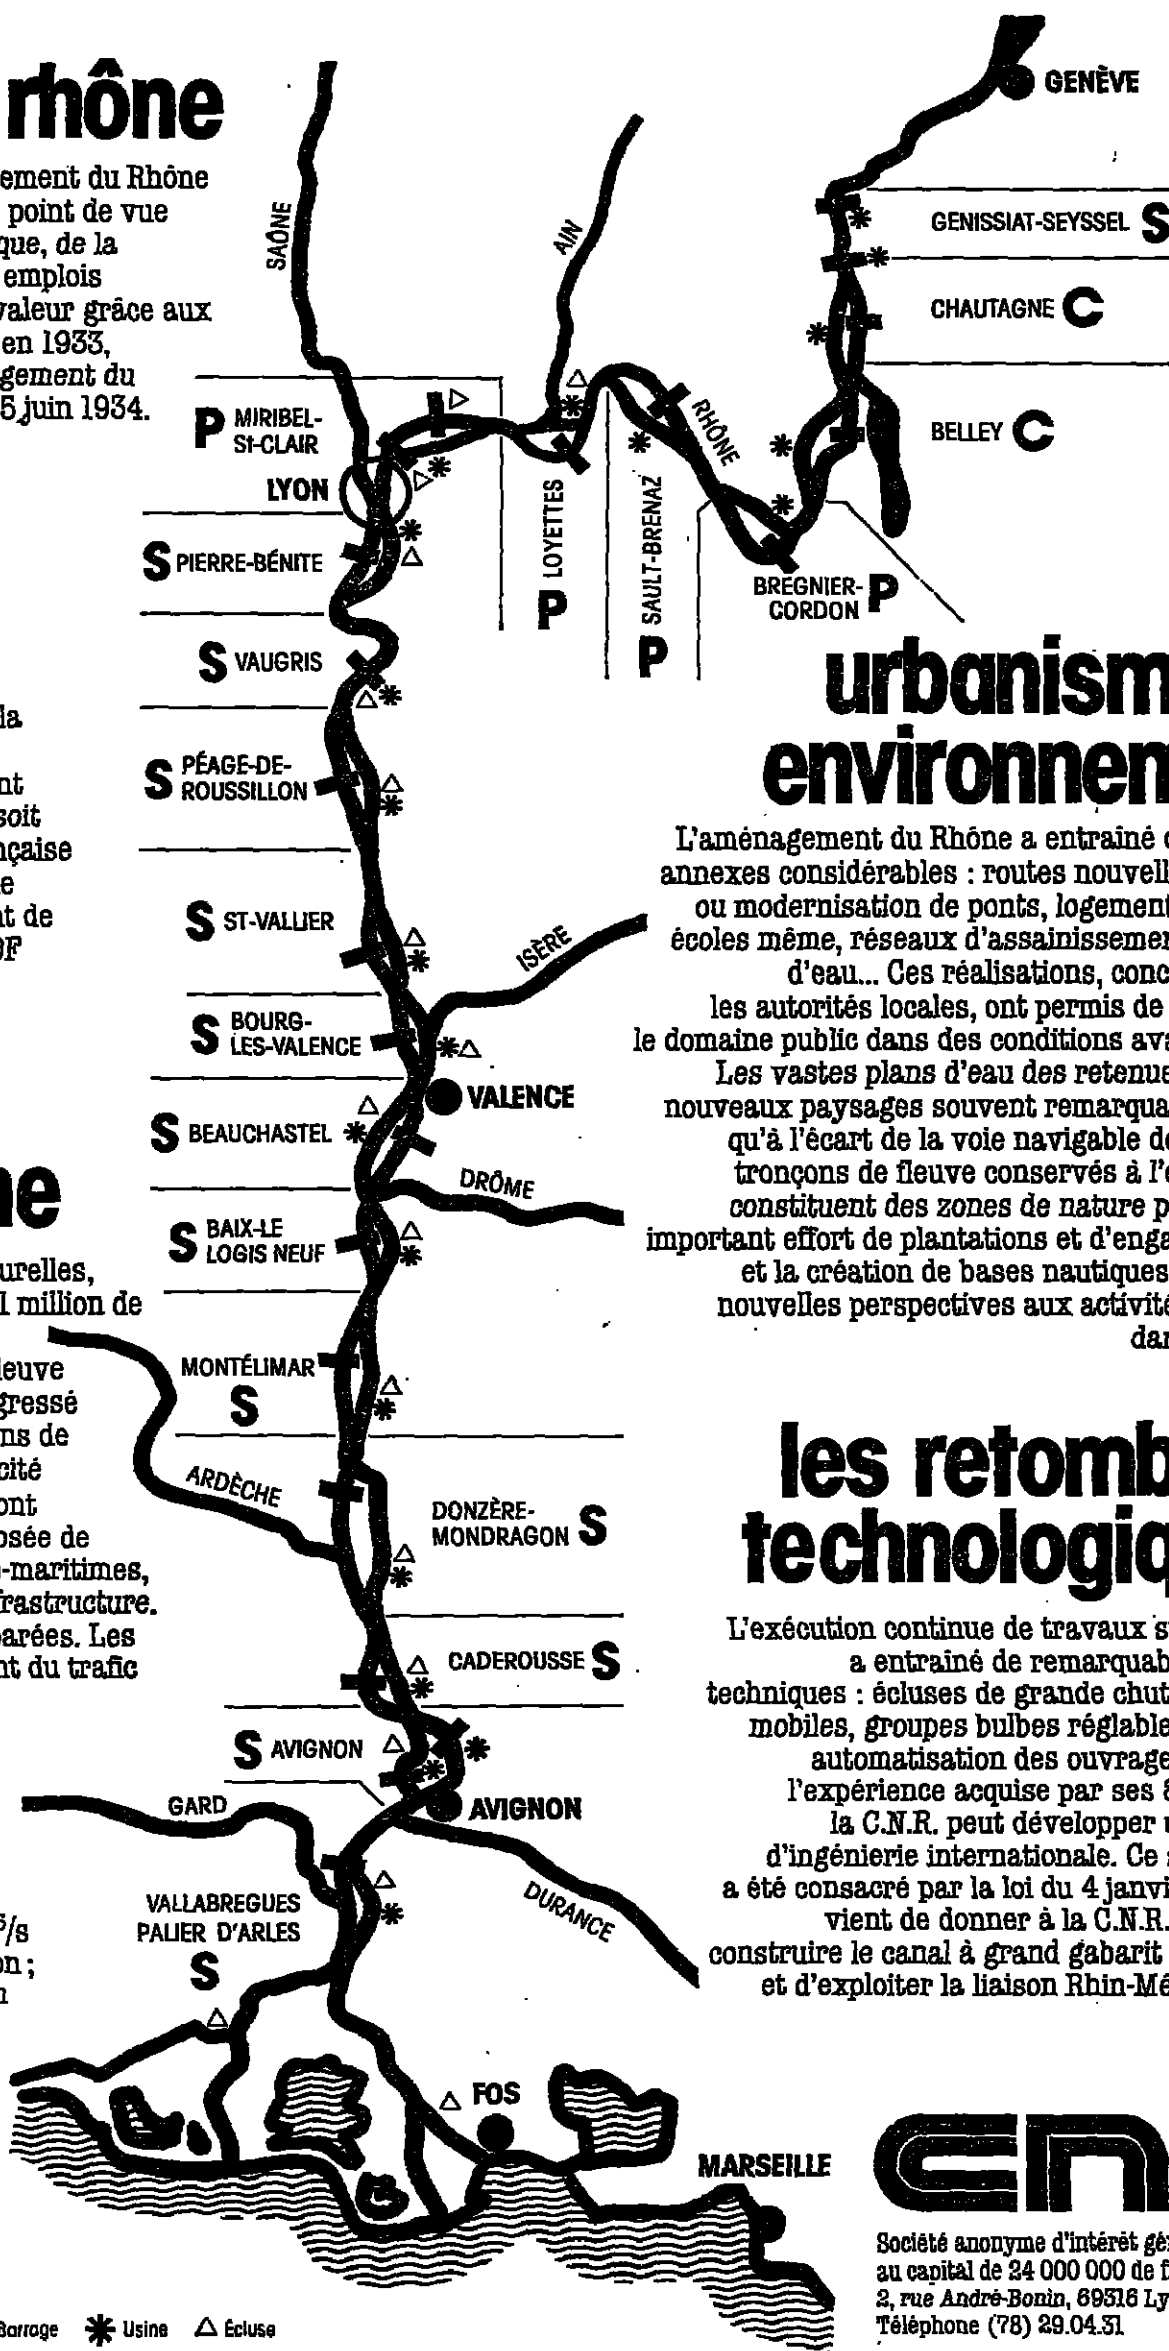 rhône
ement du Rhône
point de vue
que, de la
emplois
valeur grâce aux
en 1933,
gement du
5 juin 1934.
la
nt
soit
nçaise
e
t de
OF
ne
urelles,
1 million de
leuve
gressé
ns de
cité
ont
osée de
-maritimes,
frastructure.
arées. Les
nt du trafic
/s
on ;
n
GENÈVE
SAÔNE
AIN
GENISSIAT-SEYSSEL S
CHAUTAGNE C
BELLEY C
P MIRIBEL-
St-CLAIR
LYON
RHÔNE
LOYETTES
P
SAULT-BRENAZ
P
BREGNIER-
CORDON P
S PIERRE-BÉNITE
S VAUGRIS
S PÉAGE-DE-
ROUSSILLON
S ST-VALLIER
ISÈRE
S BOURG-
LES-VALENCE
VALENCE
S BEAUCHASTEL
DRÔME
S BAIX-LE
LOGIS NEUF
MONTÉLIMAR
S
ARDÈCHE
DONZÈRE-
MONDRAGON S
CADEROUSSE S
S AVIGNON
AVIGNON
GARD
DURANCE
VALLABREGUES
PALIER D'ARLES
S
FOS
MARSEILLE
urbanism
environnem
L'aménagement du Rhône a entraîné d
annexes considérables : routes nouvell
ou modernisation de ponts, logement
écoles même, réseaux d'assainissemen
d'eau... Ces réalisations, conc
les autorités locales, ont permis de
le domaine public dans des conditions ava
Les vastes plans d'eau des retenue
nouveaux paysages souvent remarqua
qu'à l'écart de la voie navigable de
tronçons de fleuve conservés à l'é
constituent des zones de nature p
important effort de plantations et d'enga
et la création de bases nautiques
nouvelles perspectives aux activité
dan
les retomb
technologiq
L'exécution continue de travaux s
a entraîné de remarquab
techniques : écluses de grande chut
mobiles, groupes bulbes réglable
automatisation des ouvrage
l'expérience acquise par ses 8
la C.N.R. peut développer u
d'ingénierie internationale. Ce
a été consacré par la loi du 4 janvi
vient de donner à la C.N.R.
construire le canal à grand gabarit
et d'exploiter la liaison Rhin-Mé
cn
Société anonyme d'intérêt gé
au capital de 24 000 000 de f
2, rue André-Bonin, 69316 Ly
Téléphone (78) 29.04.31
Barrage Usine Écluse